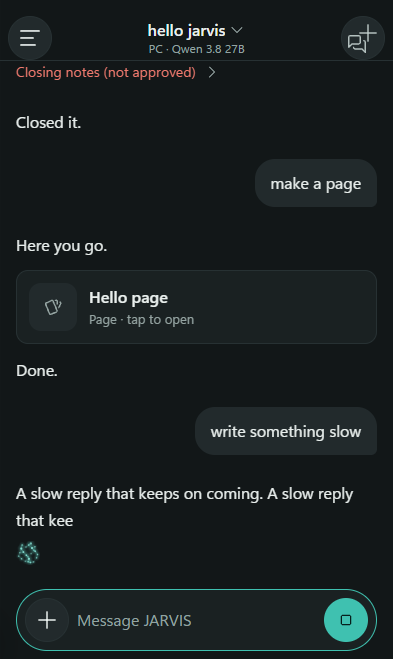 hello jarvis
PC · Qwen 3.8 27B
Closing notes (not approved)
Closed it.
make a page
Here you go.
Hello page
Page · tap to open
Done.
write something slow
A slow reply that keeps on coming. A slow reply
that kee
Message JARVIS